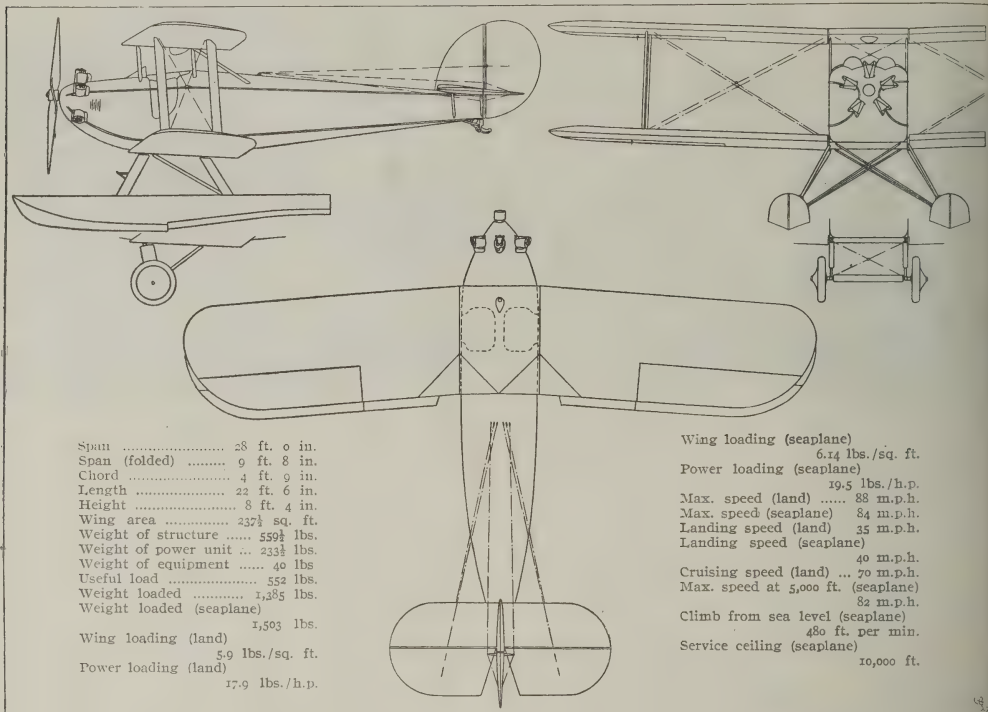 Span ..................... 28 ft. 0 in.
Span (folded) ......... 9 ft. 8 in.
Chord .................. 4 ft. 9 in.
Length ................ 22 ft. 6 in.
Height ................. 8 ft. 4 in.
Wing area ............. 237½ sq. ft.
Weight of structure ...... 559½ lbs.
Weight of power unit ... 233½ lbs.
Weight of equipment ...... 40 lbs
Useful load ................ 552 lbs.
Weight loaded ........... 1,385 lbs.
Weight loaded (seaplane)
1,503 lbs.
Wing loading (land)
5.9 lbs./sq. ft.
Power loading (land)
17.9 lbs./h.p.
Wing loading (seaplane)
6.14 lbs./sq. ft.
Power loading (seaplane)
19.5 lbs./h.p.
Max. speed (land) ...... 88 m.p.h.
Max. speed (seaplane) 84 m.p.h.
Landing speed (land) 35 m.p.h.
Landing speed (seaplane)
40 m.p.h.
Cruising speed (land) ... 70 m.p.h.
Max. speed at 5,000 ft. (seaplane)
82 m.p.h.
Climb from sea level (seaplane)
480 ft. per min.
Service ceiling (seaplane)
10,000 ft.